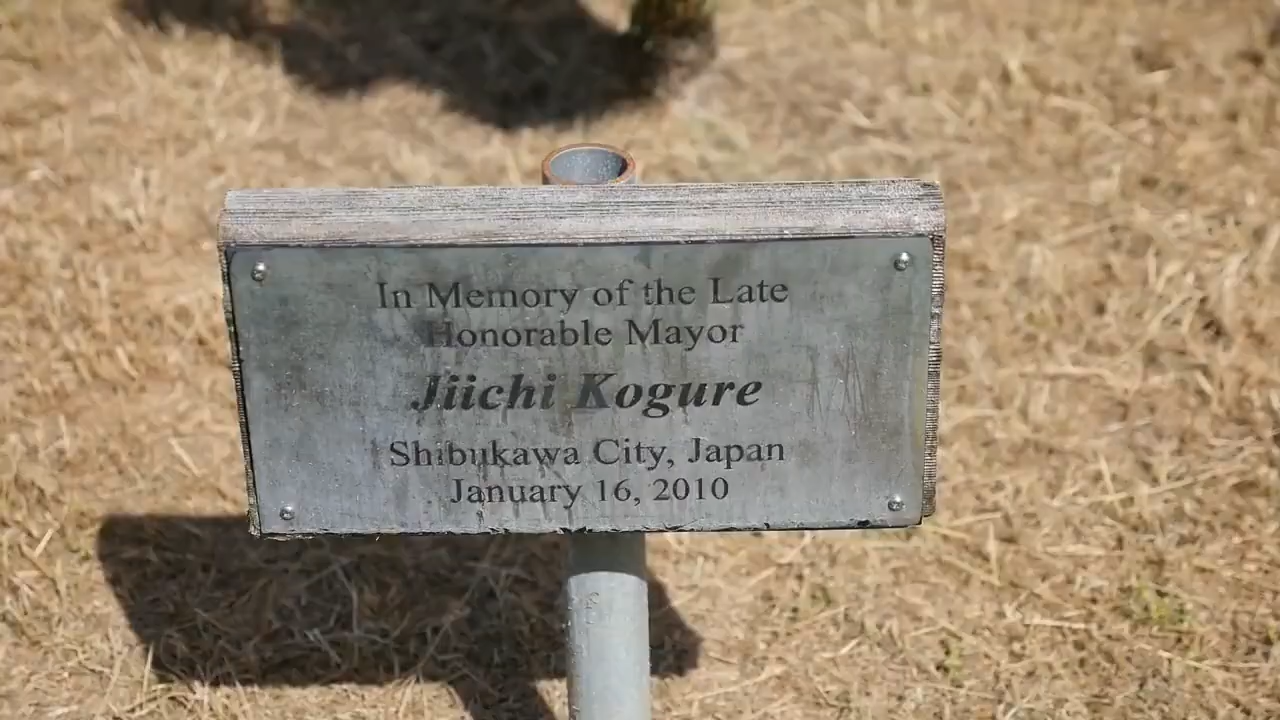 In Memory of the Late
Honorable Mayor
Jiichi Kogure
Shibukawa City, Japan
January 16, 2010